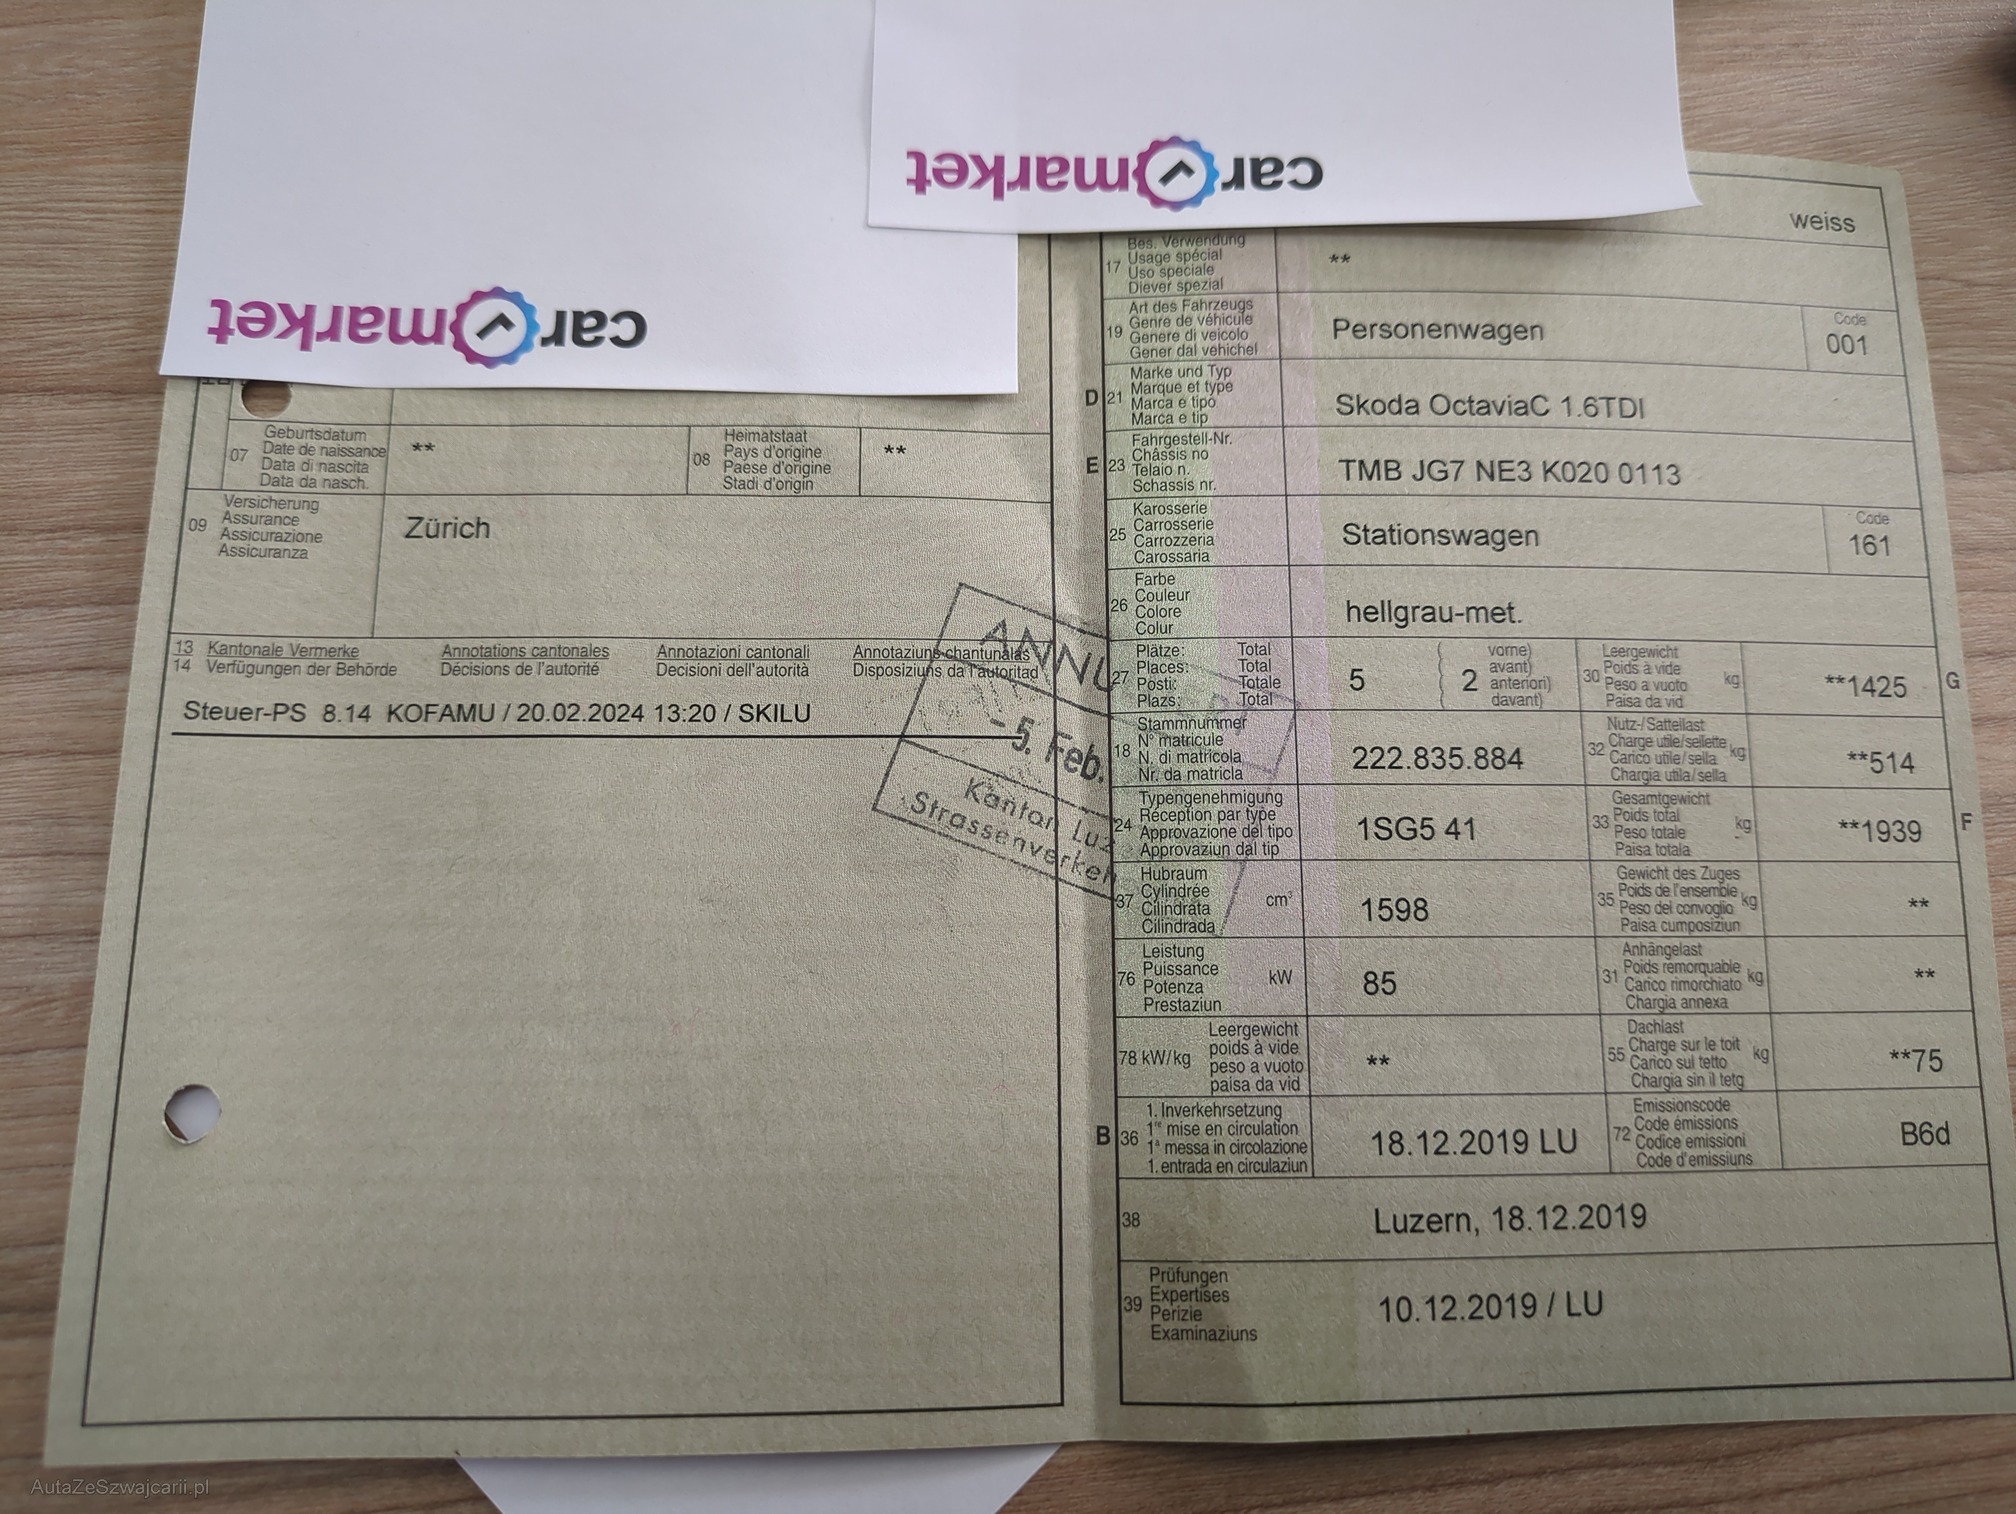 car market
car market
weiss
07 Geburtsdatum
Date de naissance
Data di nascita
Data da nasch.
**
08 Heimatstaat
Pays d'origine
Paese d'origine
Stadi d'origin
**
09 Versicherung
Assurance
Assicurazione
Assicuranza
Zürich
13 Kantonale Vermerke Annotations cantonales Annotazioni cantonali Annotaziuns chantunalas
14 Verfügungen der Behörde Décisions de l'autorité Decisioni dell'autorità Disposiziuns da l'autoritad
Steuer-PS 8.14 KOFAMU / 20.02.2024 13:20 / SKILU
ANNU
- 5. Feb.
Kanton Luz
Strassenverkeh
17 Bes. Verwendung
Usage spécial
Uso speciale
Diever spezial
**
19 Art des Fahrzeugs
Genre de véhicule
Genere di veicolo
Gener dal vehichel
Personenwagen
Code
001
D 21 Marke und Typ
Marque et type
Marca e tipo
Marca e tip
Skoda OctaviaC 1.6TDI
E 23 Fahrgestell-Nr.
Châssis no
Telaio n.
Schassis nr.
TMB JG7 NE3 K020 0113
25 Karosserie
Carrosserie
Carrozzeria
Carossaria
Stationswagen
Code
161
26 Farbe
Couleur
Colore
Colur
hellgrau-met.
27 Plätze: Total
Places: Total
Posti: Totale
Plazs: Total
5 ( 2 vorne)
avant)
anteriori)
davant)
30 Leergewicht
Poids à vide
Peso a vuoto
Paisa da vid
kg
**1425 G
18 Stammnummer
N° matricule
N. di matricola
Nr. da matricla
222.835.884
32 Nutz-/Sattellast
Charge utile/sellette
Carico utile/sella
Chargia utila/sella
kg
**514
24 Typengenehmigung
Réception par type
Approvazione del tipo
Approvaziun dal tip
1SG5 41
33 Gesamtgewicht
Poids total
Peso totale
Paisa totala
kg
**1939 F
37 Hubraum
Cylindrée
Cilindrata
Cilindrada
cm³
1598
35 Gewicht des Zuges
Poids de l'ensemble
Peso del convoglio
Paisa cumposiziun
kg
**
76 Leistung
Puissance
Potenza
Prestaziun
kW
85
31 Anhängelast
Poids remorquable
Carico rimorchiato
Chargia annexa
kg
**
78 kW/kg Leergewicht
poids à vide
peso a vuoto
paisa da vid
**
55 Dachlast
Charge sur le toit
Carico sul tetto
Chargia sin il tetg
kg
**75
B 36 1. Inverkehrsetzung
1re mise en circulation
1a messa in circolazione
1. entrada en circulaziun
18.12.2019 LU
72 Emissionscode
Code émissions
Codice emissioni
Code d'emissiuns
B6d
38 Luzern, 18.12.2019
39 Prüfungen
Expertises
Perizie
Examinaziuns
10.12.2019 / LU
AutaZeSzwajcarii.pl